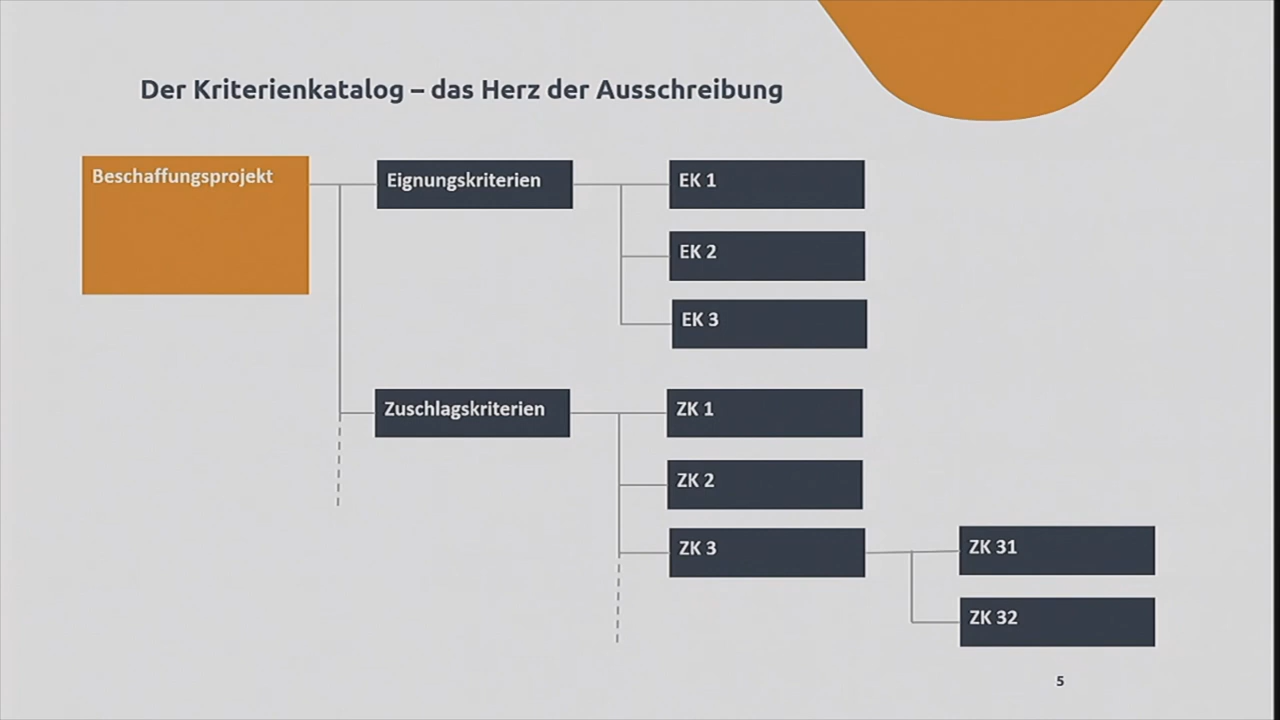 Der Kriterienkatalog – das Herz der Ausschreibung
Beschaffungsprojekt
Eignungskriterien
EK 1
EK 2
EK 3
Zuschlagskriterien
ZK 1
ZK 2
ZK 3
ZK 31
ZK 32
5